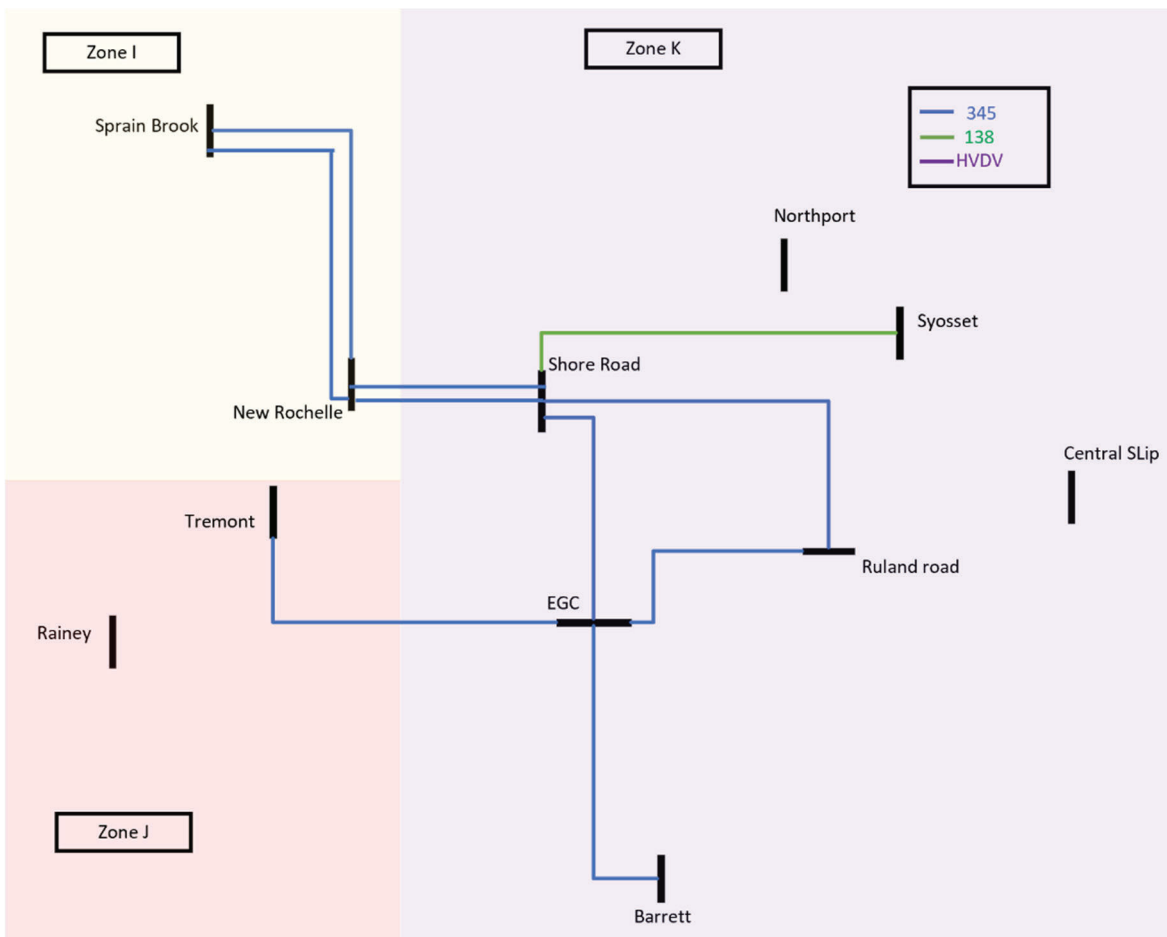 Zone I
Zone K
Sprain Brook
345
138
HVDV
Northport
Syosset
Shore Road
New Rochelle
Central SLip
Tremont
Ruland road
EGC
Rainey
Zone J
Barrett